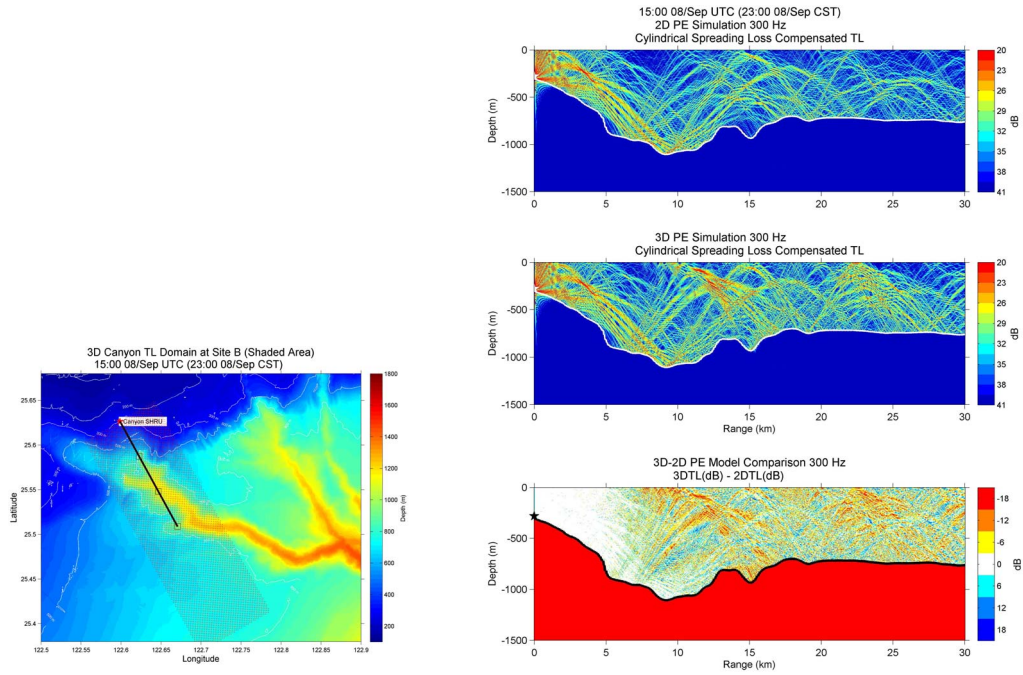 15:00 08/Sep UTC (23:00 08/Sep CST)
2D PE Simulation 300 Hz
Cylindrical Spreading Loss Compensated TL
0
-500
-1000
-1500
Depth (m)
0 5 10 15 20 25 30
20
23
26
29
32
35
38
41
dB
3D PE Simulation 300 Hz
Cylindrical Spreading Loss Compensated TL
0
-500
-1000
-1500
Depth (m)
0 5 10 15 20 25 30
Range (km)
20
23
26
29
32
35
38
41
dB
3D Canyon TL Domain at Site B (Shaded Area)
15:00 08/Sep UTC (23:00 08/Sep CST)
Canyon SHRU
25.65
25.6
25.55
25.5
25.45
25.4
Latitude
122.5 122.55 122.6 122.65 122.7 122.75 122.8 122.85 122.9
Longitude
1800
1600
1400
1200
1000
800
600
400
200
Depth (m)
3D-2D PE Model Comparison 300 Hz
3DTL(dB) - 2DTL(dB)
0
-500
-1000
-1500
Depth (m)
0 5 10 15 20 25 30
Range (km)
-18
-12
-6
0
6
12
18
dB